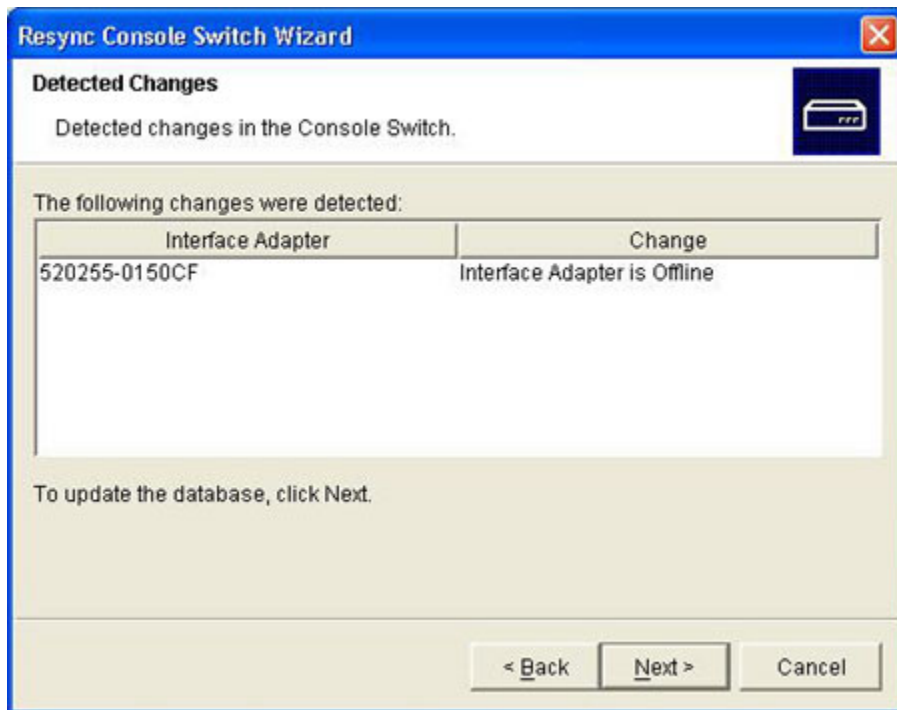 Resync Console Switch Wizard
Detected Changes
Detected changes in the Console Switch.
The following changes were detected:
Interface Adapter Change
520255-0150CF Interface Adapter is Offline
To update the database, click Next.
< Back Next > Cancel